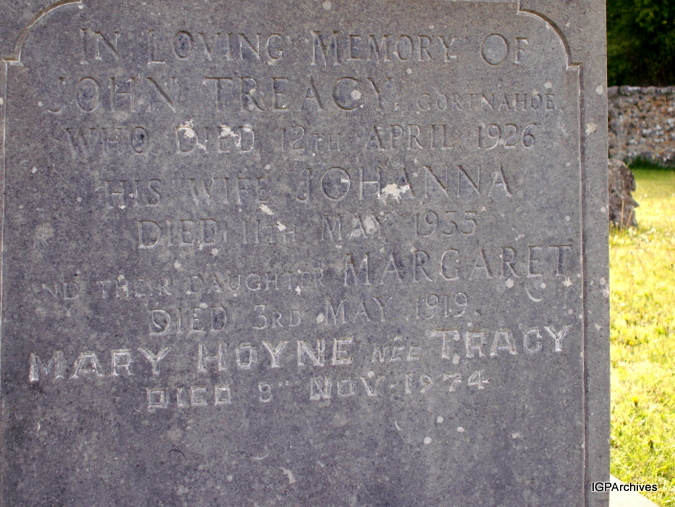 IN LOVING MEMORY OF
JOHN TREACY, GORTNAHOE,
WHO DIED 12TH APRIL 1926
HIS WIFE JOHANNA
DIED 11TH MAY 1935
AND THEIR DAUGHTER MARGARET
DIED 3RD MAY 1919.
MARY HOYNE NÉE TRACY
DIED 8TH NOV. 1974
IGPArchives